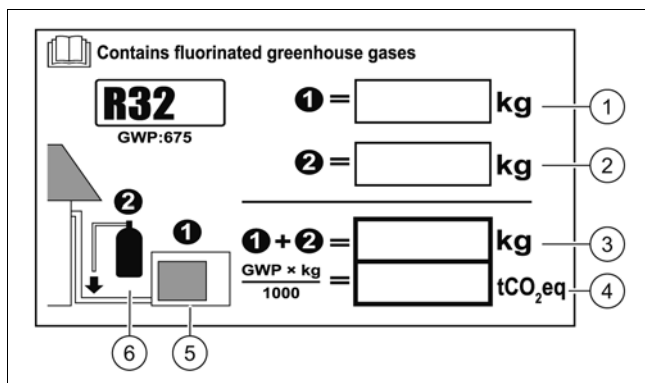 Contains fluorinated greenhouse gases
R32
GWP:675
❶ = kg ①
❷ = kg ②
❷
❶
❶+❷ = kg ③
GWP × kg
1000
= tCO₂eq ④
⑥ ⑤